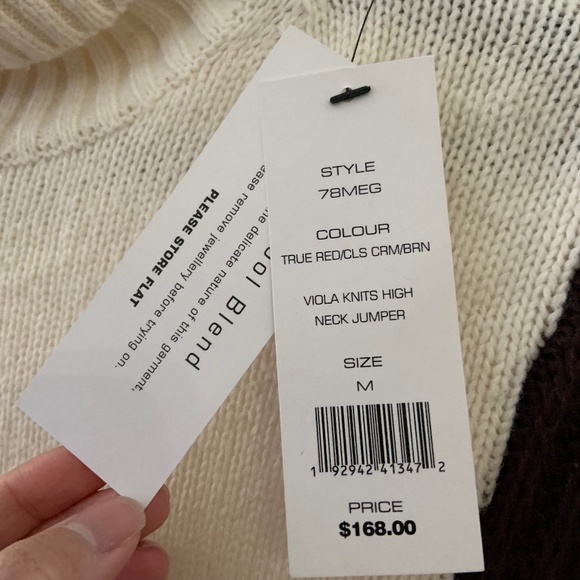 STYLE
78MEG
COLOUR
TRUE RED/CLS CRM/BRN
VIOLA KNITS HIGH
NECK JUMPER
SIZE
M
1 92942 41347 2
PRICE
$168.00
Blend
the delicate nature of this garment,
remove jewellery before trying on.
PLEASE STORE FLAT